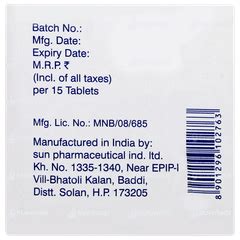 Batch No.:
Mfg. Date:
Expiry Date:
M.R.P. ₹
(Incl. of all taxes)
per 15 Tablets
Mfg. Lic. No.: MNB/08/685
Manufactured in India by:
sun pharmaceutical ind. ltd.
Kh. No. 1335-1340, Near EPIP-I
Vill-Bhatoli Kalan, Baddi,
Distt. Solan, H.P. 173205
8901296102763